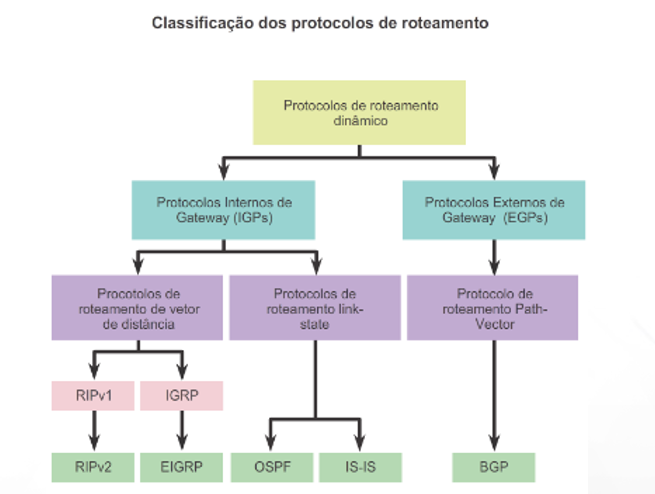 Classificação dos protocolos de roteamento
Protocolos de roteamento
dinâmico
Protocolos Internos de
Gateway (IGPs)
Protocolos Externos de
Gateway (EGPs)
Procotolos de
roteamento de vetor
de distância
Protocolos de
roteamento link-
state
Protocolo de
roteamento Path-
Vector
RIPv1
IGRP
RIPv2
EIGRP
OSPF
IS-IS
BGP